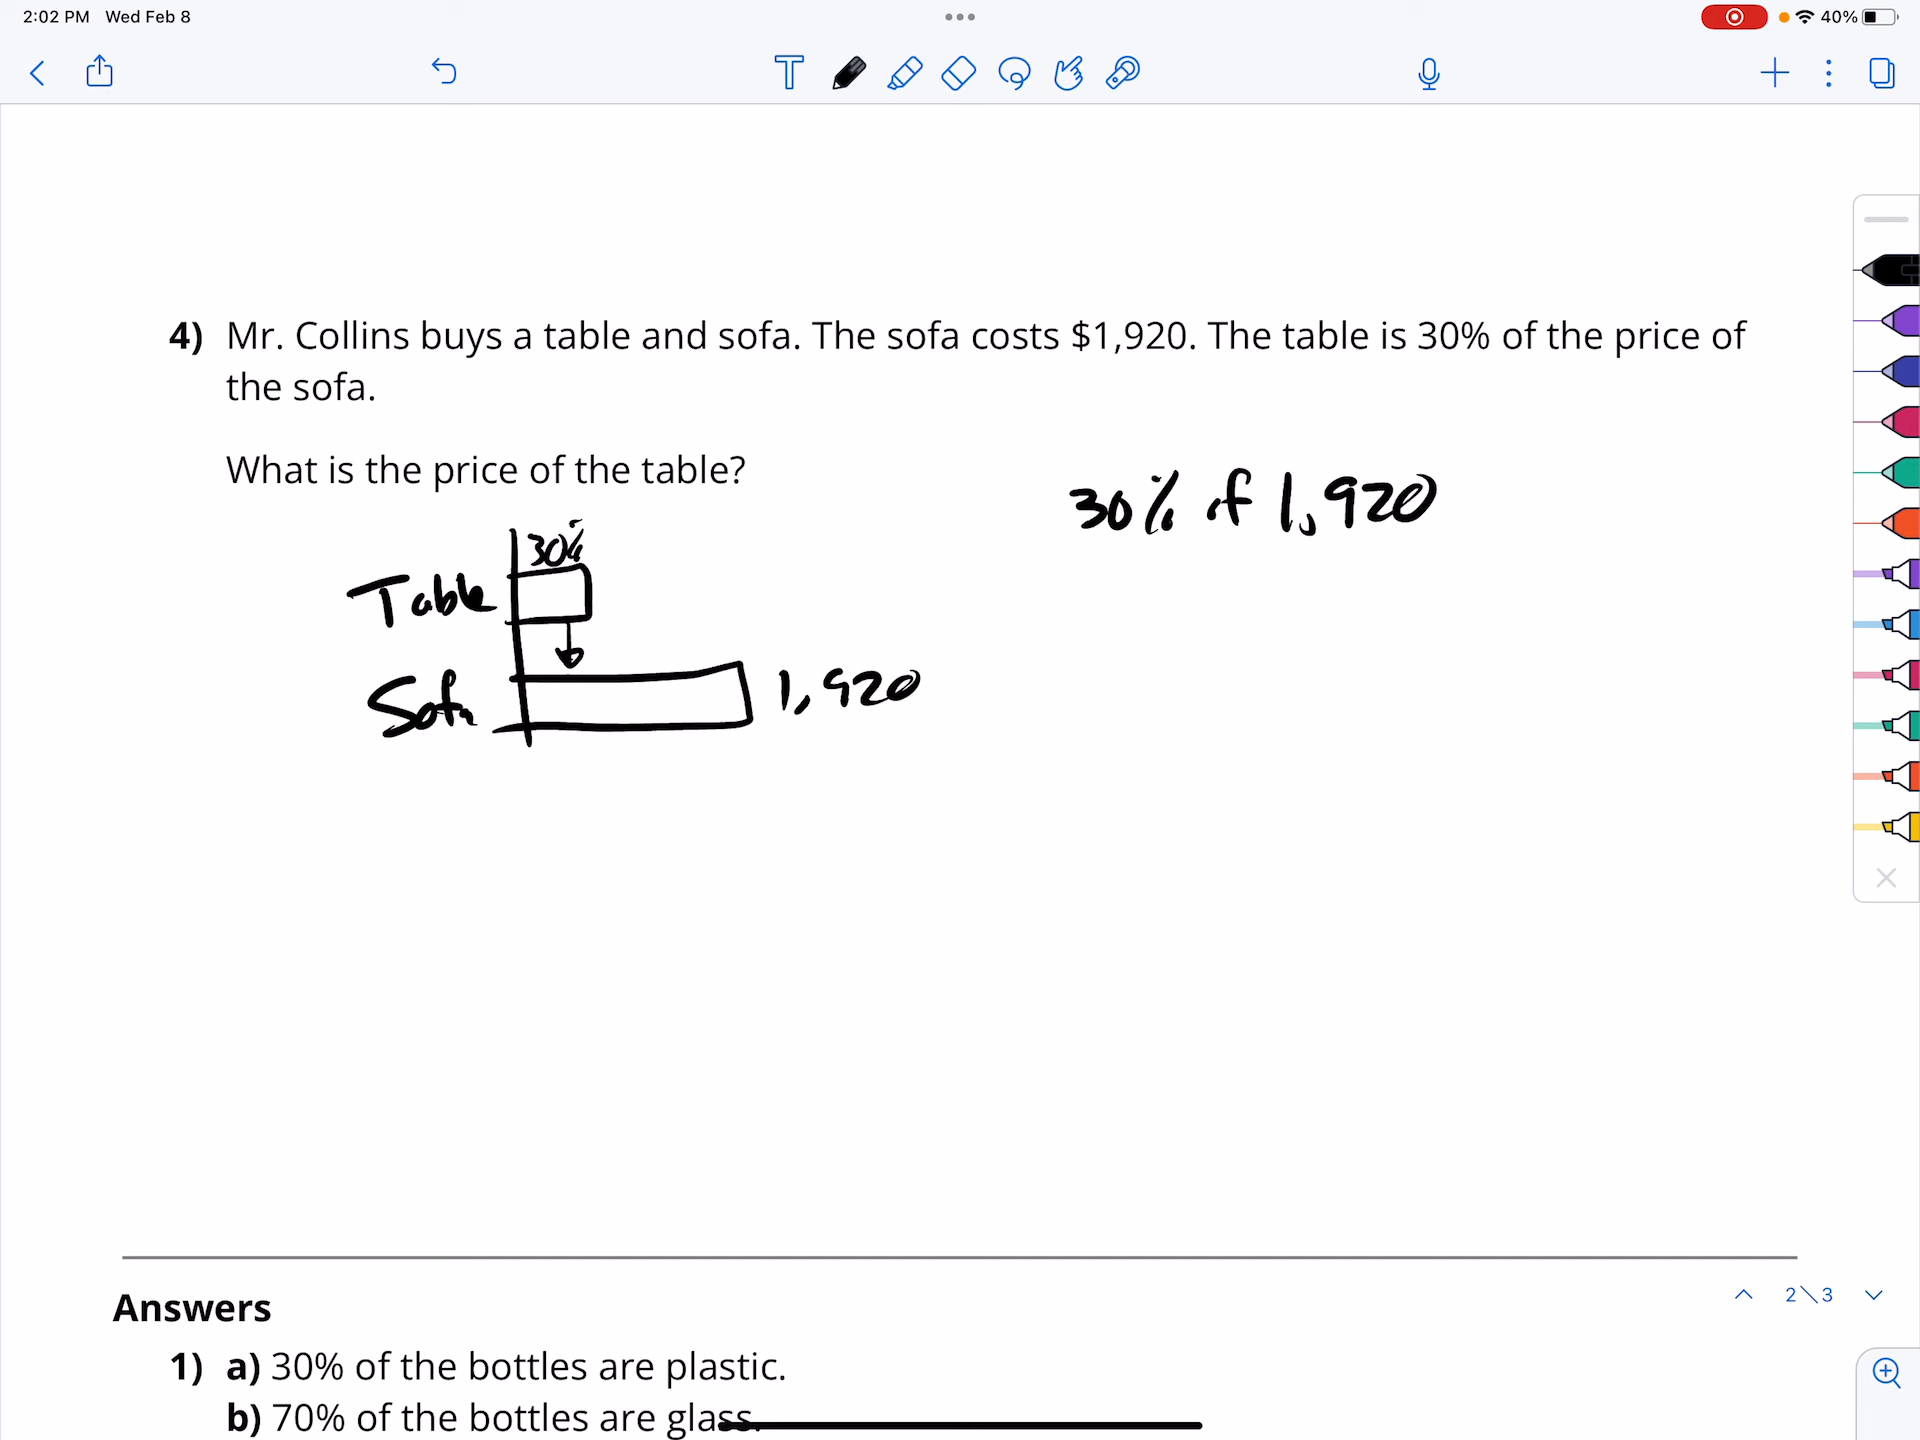 2:02 PM Wed Feb 8
40%
4) Mr. Collins buys a table and sofa. The sofa costs $1,920. The table is 30% of the price of
the sofa.
What is the price of the table?
30% of 1,920
30%
Table
Sofa 1,920
Answers
2\3
1) a) 30% of the bottles are plastic.
b) 70% of the bottles are glass.